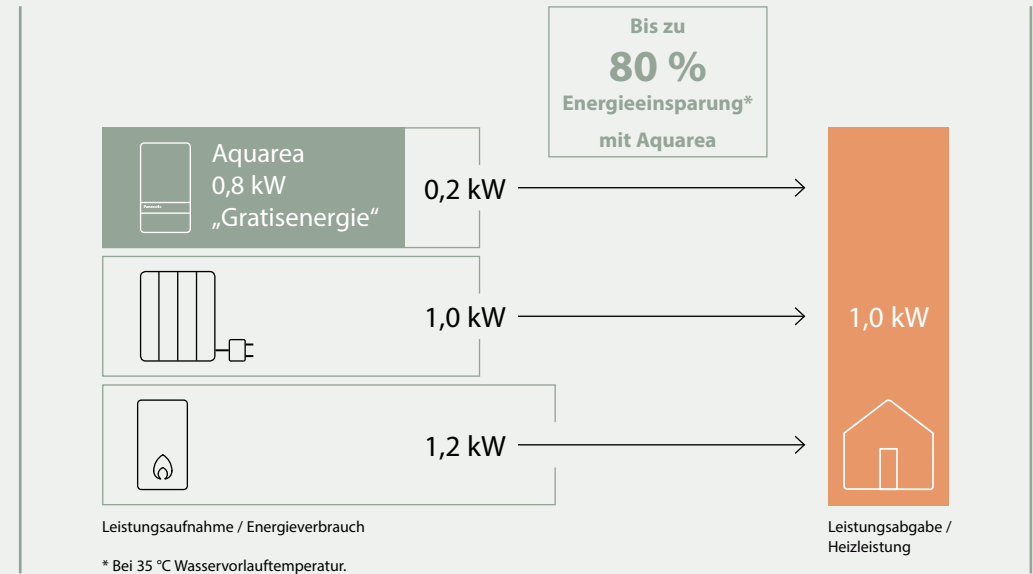 Bis zu
80 %
Energieeinsparung*
mit Aquarea
Aquarea
0,8 kW
„Gratisenergie“
0,2 kW
1,0 kW
1,0 kW
1,2 kW
Leistungsaufnahme / Energieverbrauch
Leistungsabgabe /
Heizleistung
* Bei 35 °C Wasservorlauftemperatur.